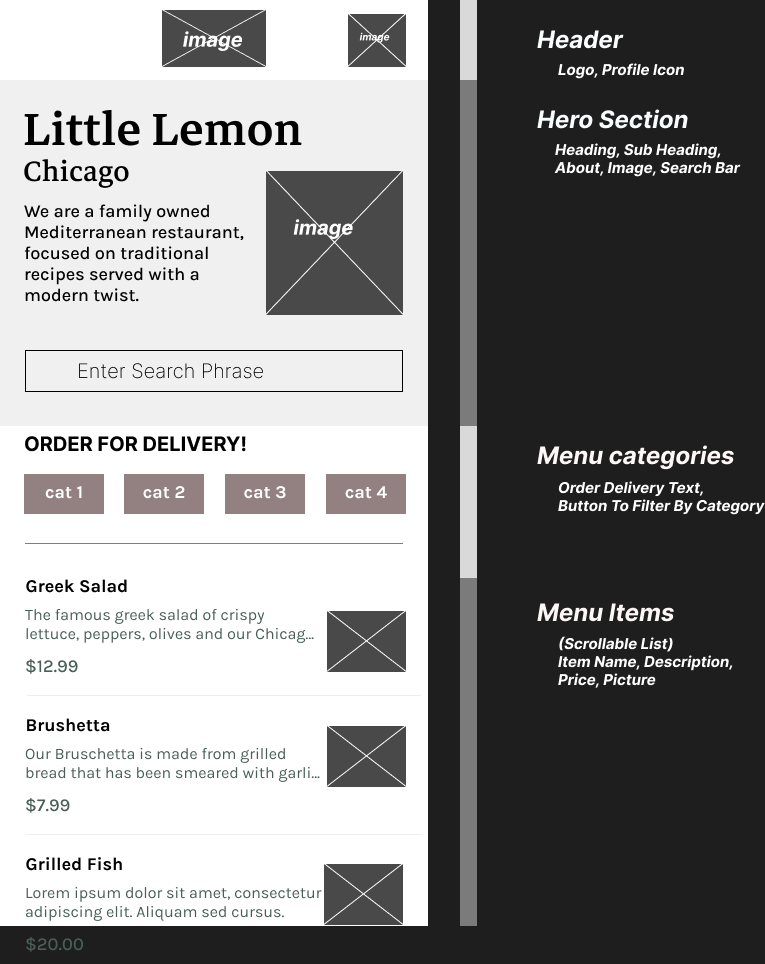 image
image
Little Lemon
Chicago
We are a family owned
Mediterranean restaurant,
focused on traditional
recipes served with a
modern twist.
image
Enter Search Phrase
ORDER FOR DELIVERY!
cat 1
cat 2
cat 3
cat 4
Greek Salad
The famous greek salad of crispy
lettuce, peppers, olives and our Chicag...
$12.99
Brushetta
Our Bruschetta is made from grilled
bread that has been smeared with garli...
$7.99
Grilled Fish
Lorem ipsum dolor sit amet, consectetur
adipiscing elit. Aliquam sed cursus.
$20.00
Header
Logo, Profile Icon
Hero Section
Heading, Sub Heading,
About, Image, Search Bar
Menu categories
Order Delivery Text,
Button To Filter By Category
Menu Items
(Scrollable List)
Item Name, Description,
Price, Picture